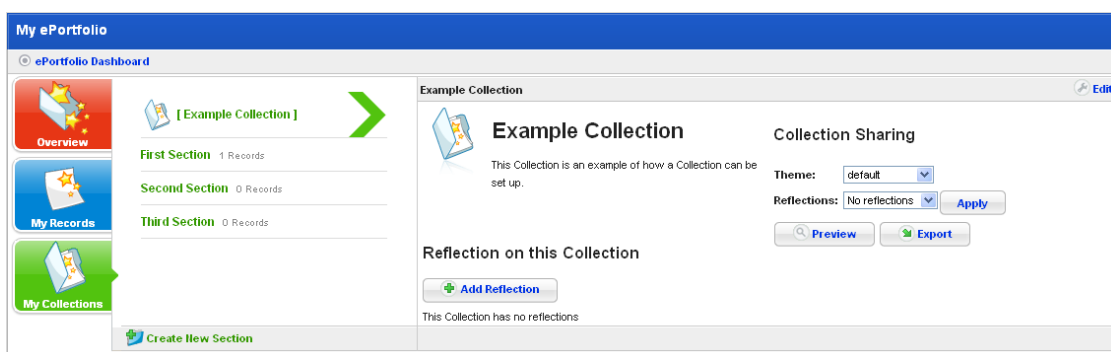 My ePortfolio
ePortfolio Dashboard
Overview
My Records
My Collections
[ Example Collection ]
First Section 1 Records
Second Section 0 Records
Third Section 0 Records
Create New Section
Example Collection
Edit
Example Collection
This Collection is an example of how a Collection can be
set up.
Collection Sharing
Theme: default
Reflections: No reflections Apply
Preview Export
Reflection on this Collection
Add Reflection
This Collection has no reflections